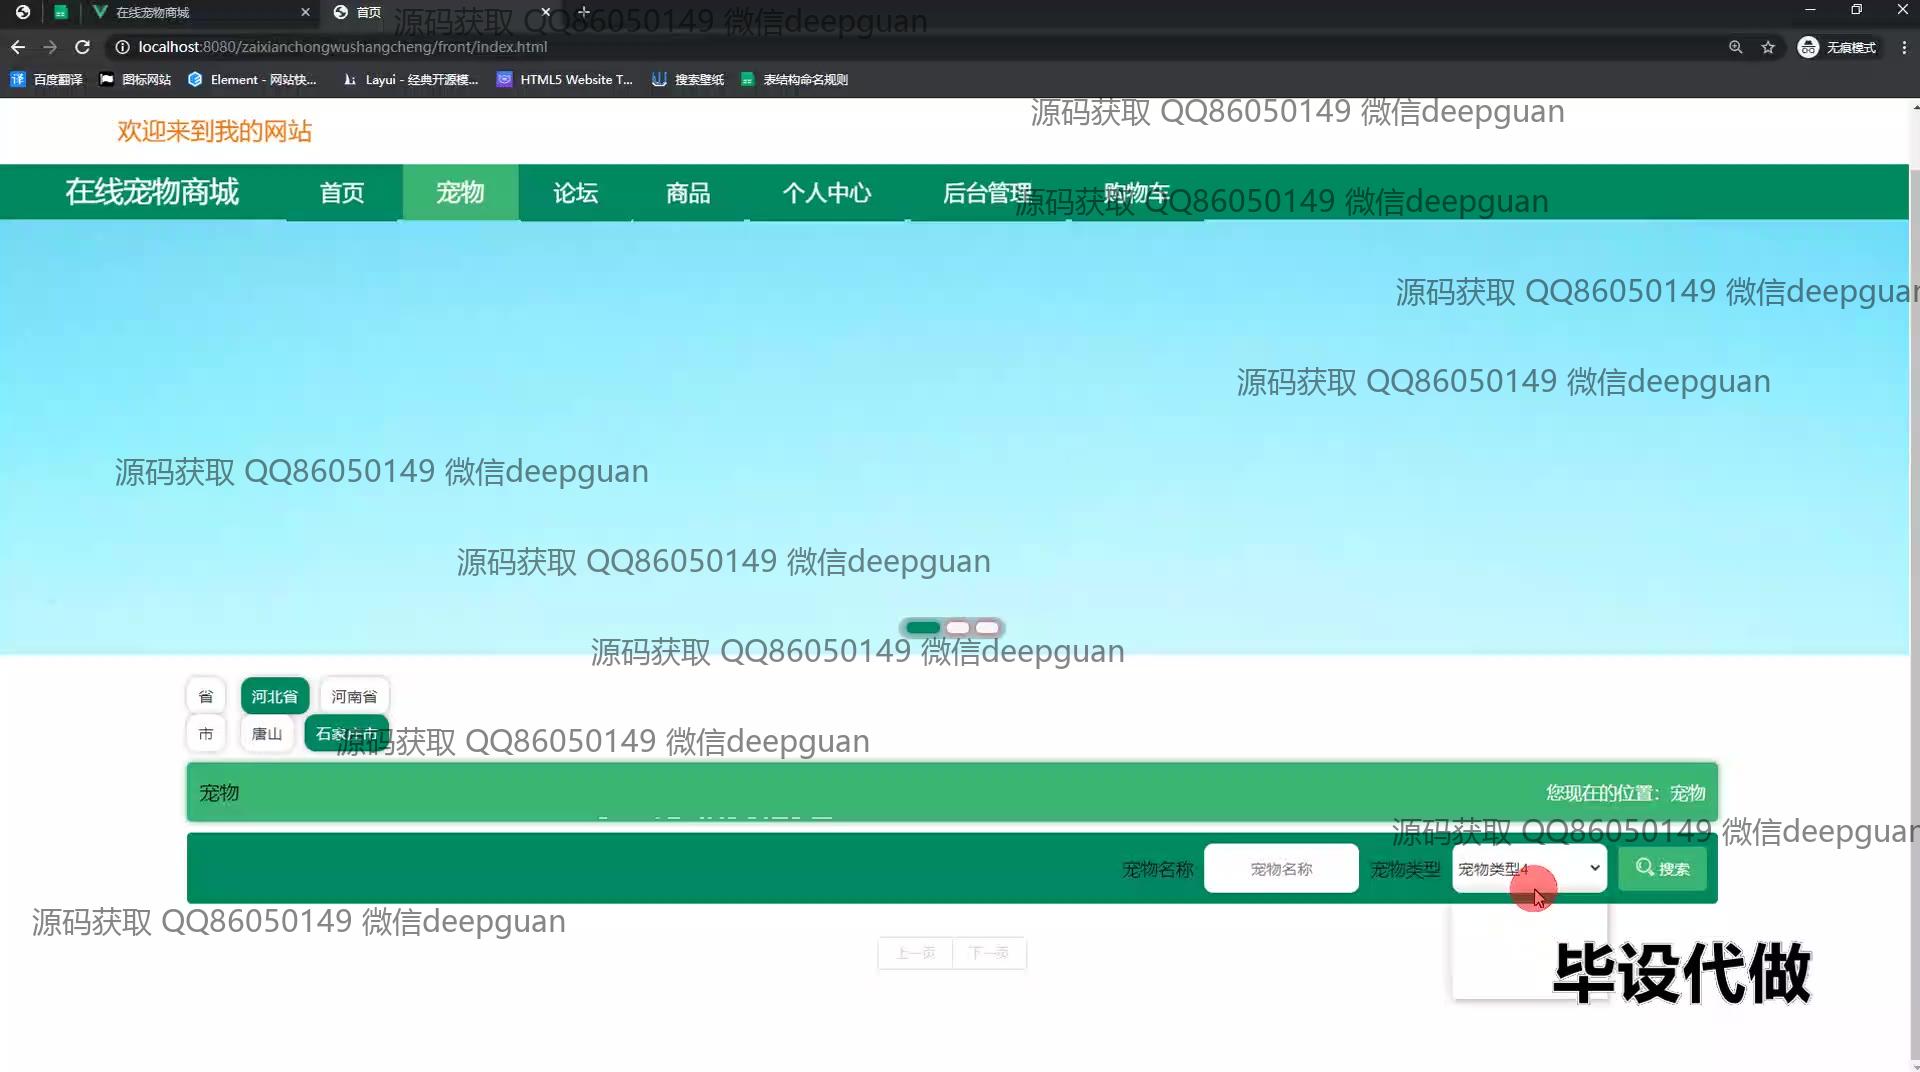 在线宠物商城
首页
源码获取 QQ86050149 微信deepguan
localhost:8080/zaixianchongwushangcheng/front/index.html
无痕模式
百度翻译
图标网站
Element - 网站快...
Layui - 经典开源模...
HTML5 Website T...
搜索壁纸
表结构命名规则
源码获取 QQ86050149 微信deepguan
欢迎来到我的网站
在线宠物商城
首页
宠物
论坛
商品
个人中心
后台管理
购物车
源码获取 QQ86050149 微信deepguan
源码获取 QQ86050149 微信deepguan
源码获取 QQ86050149 微信deepguan
源码获取 QQ86050149 微信deepguan
源码获取 QQ86050149 微信deepguan
源码获取 QQ86050149 微信deepguan
省
河北省
河南省
市
唐山
石家庄市
源码获取 QQ86050149 微信deepguan
宠物
您现在的位置：宠物
源码获取 QQ86050149 微信deepguan
宠物名称
宠物名称
宠物类型
宠物类型4
搜索
源码获取 QQ86050149 微信deepguan
上一页
下一页
毕设代做